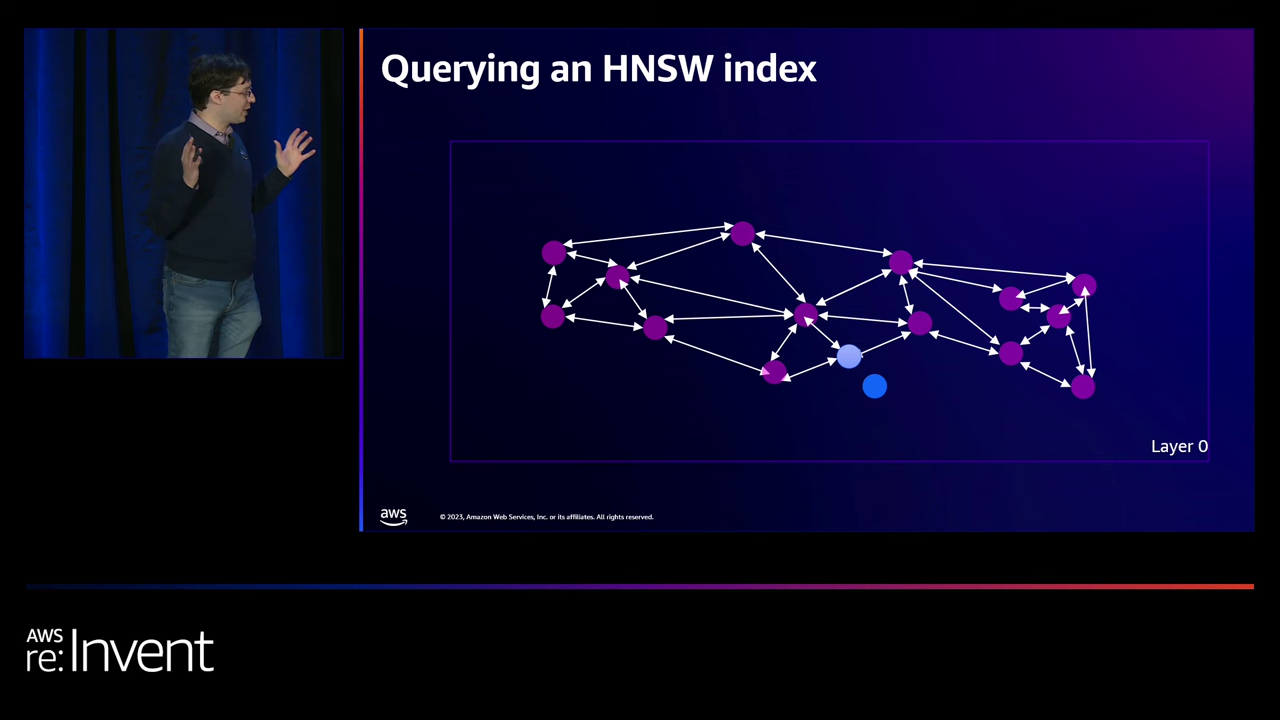 Querying an HNSW index
Layer 0
aws
© 2023, Amazon Web Services, Inc. or its affiliates. All rights reserved.
AWS
re:Invent